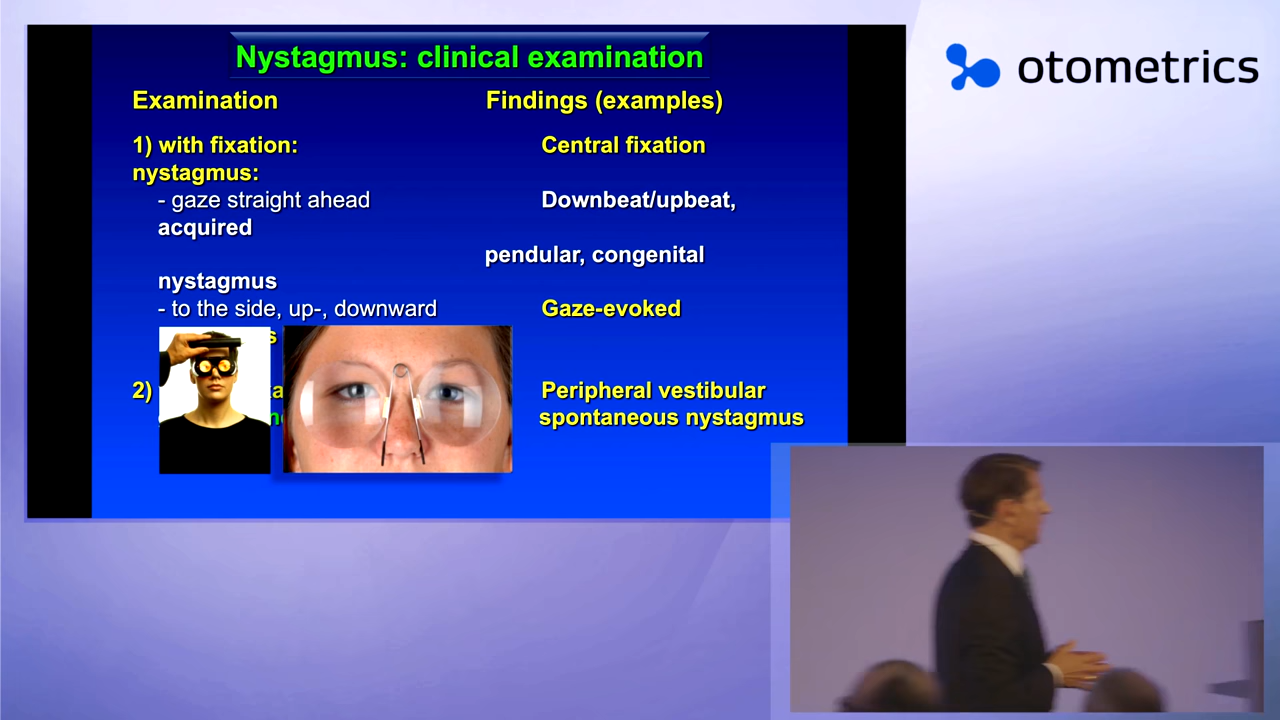 Nystagmus: clinical examination
otometrics
Examination Findings (examples)
1) with fixation: Central fixation
nystagmus:
- gaze straight ahead Downbeat/upbeat,
acquired
pendular, congenital
nystagmus
- to the side, up-, downward Gaze-evoked
2) Peripheral vestibular
spontaneous nystagmus